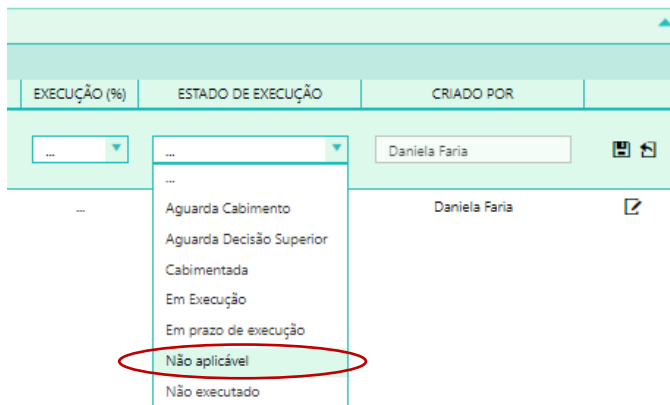 EXECUÇÃO (%) ESTADO DE EXECUÇÃO CRIADO POR
... ... Daniela Faria
...
... Aguarda Cabimento Daniela Faria
Aguarda Decisão Superior
Cabimentada
Em Execução
Em prazo de execução
Não aplicável
Não executado